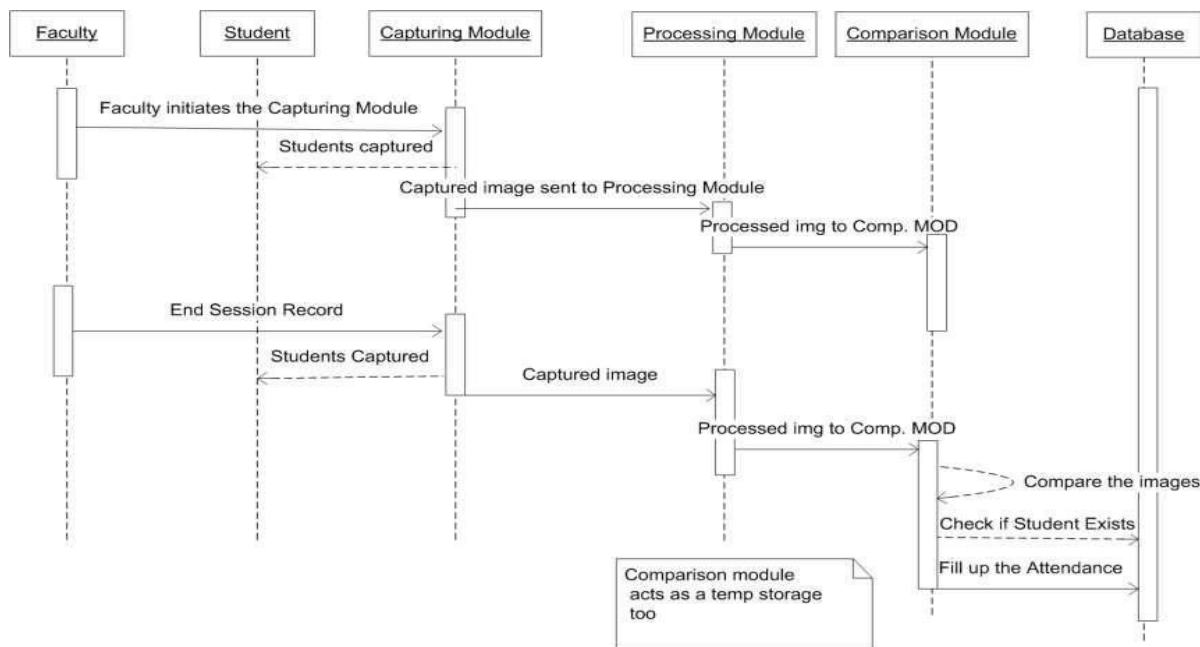 Faculty
Student
Capturing Module
Processing Module
Comparison Module
Database
Faculty initiates the Capturing Module
Students captured
Captured image sent to Processing Module
Processed img to Comp. MOD
End Session Record
Students Captured
Captured image
Processed img to Comp. MOD
Compare the images
Check if Student Exists
Fill up the Attendance
Comparison module
acts as a temp storage
too